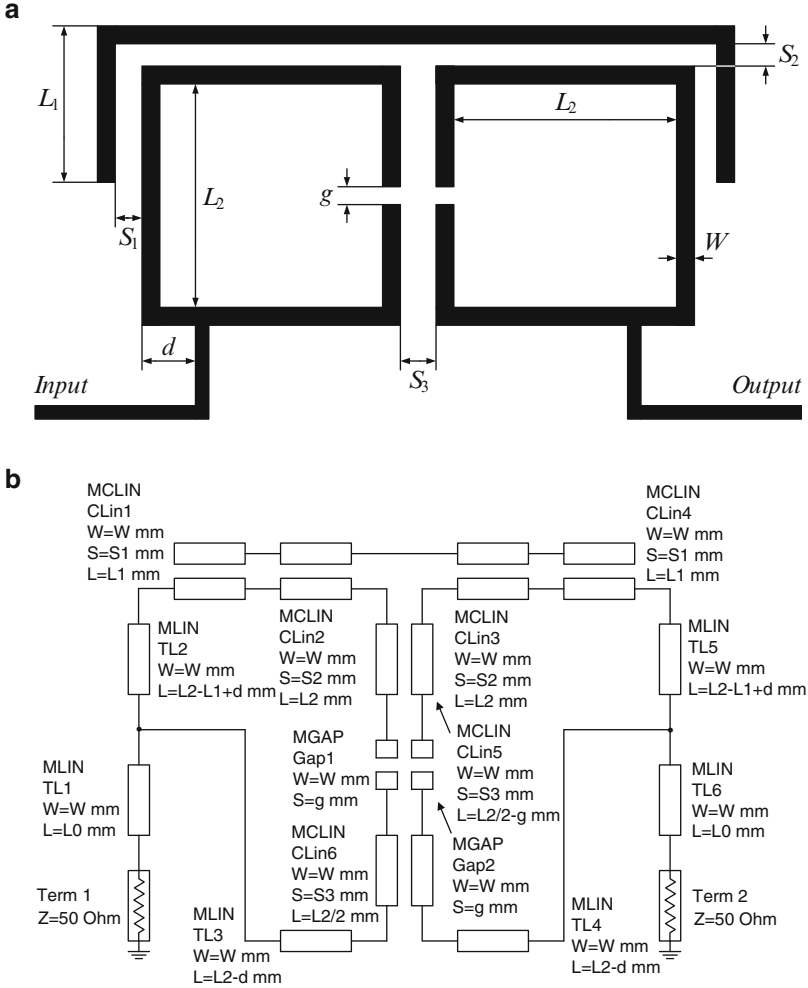 a
L1
S2
L2
L2
g
S1
W
d
S3
Input
Output
b
MCLIN
CLin1
W=W mm
S=S1 mm
L=L1 mm
MCLIN
CLin4
W=W mm
S=S1 mm
L=L1 mm
MLIN
TL2
W=W mm
L=L2-L1+d mm
MCLIN
CLin2
W=W mm
S=S2 mm
L=L2 mm
MCLIN
CLin3
W=W mm
S=S2 mm
L=L2 mm
MLIN
TL5
W=W mm
L=L2-L1+d mm
MGAP
Gap1
W=W mm
S=g mm
MCLIN
CLin5
W=W mm
S=S3 mm
L=L2/2-g mm
MLIN
TL1
W=W mm
L=L0 mm
MLIN
TL6
W=W mm
L=L0 mm
MCLIN
CLin6
W=W mm
S=S3 mm
L=L2/2 mm
MGAP
Gap2
W=W mm
S=g mm
Term 1
Z=50 Ohm
Term 2
Z=50 Ohm
MLIN
TL3
W=W mm
L=L2-d mm
MLIN
TL4
W=W mm
L=L2-d mm